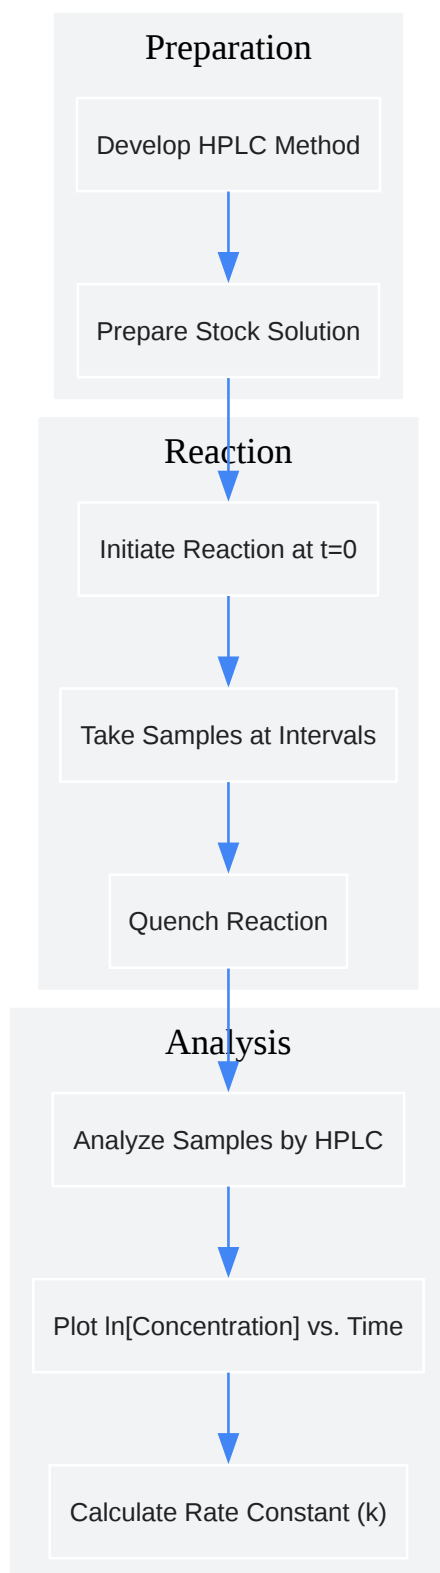 Preparation
Develop HPLC Method
Prepare Stock Solution
Reaction
Initiate Reaction at t=0
Take Samples at Intervals
Quench Reaction
Analysis
Analyze Samples by HPLC
Plot ln[Concentration] vs. Time
Calculate Rate Constant (k)